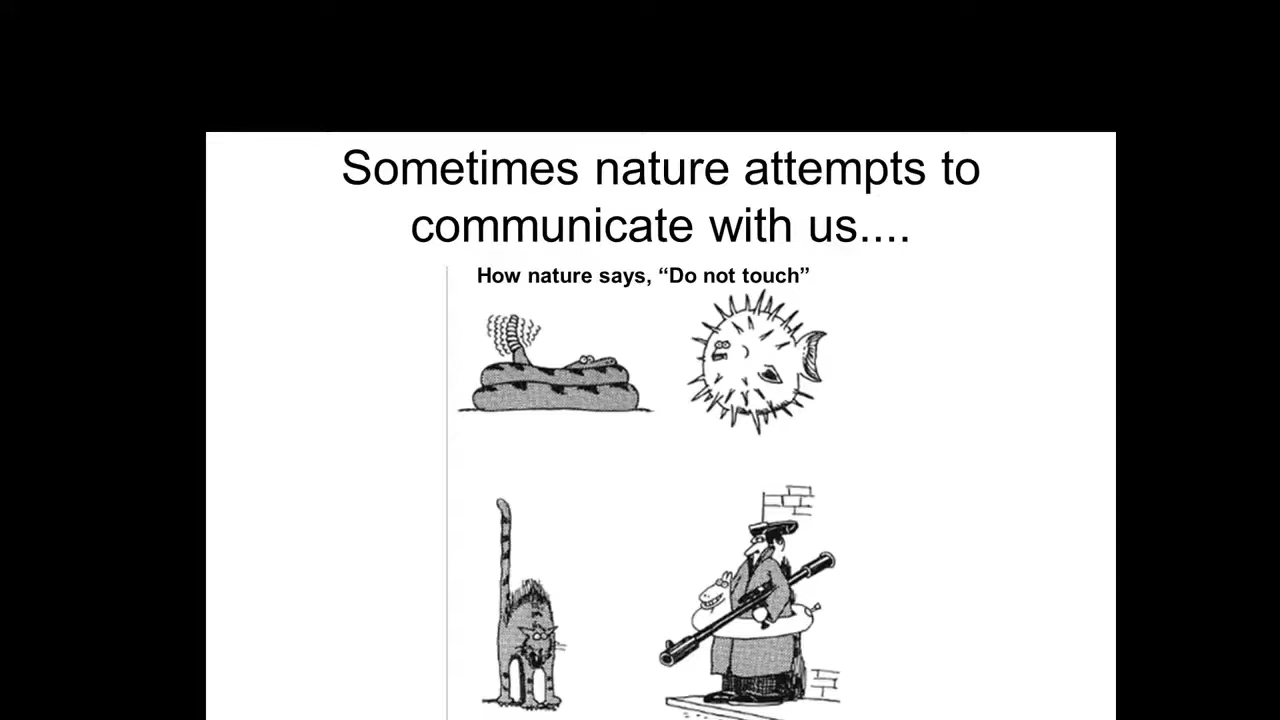 Sometimes nature attempts to
communicate with us....
How nature says, “Do not touch”